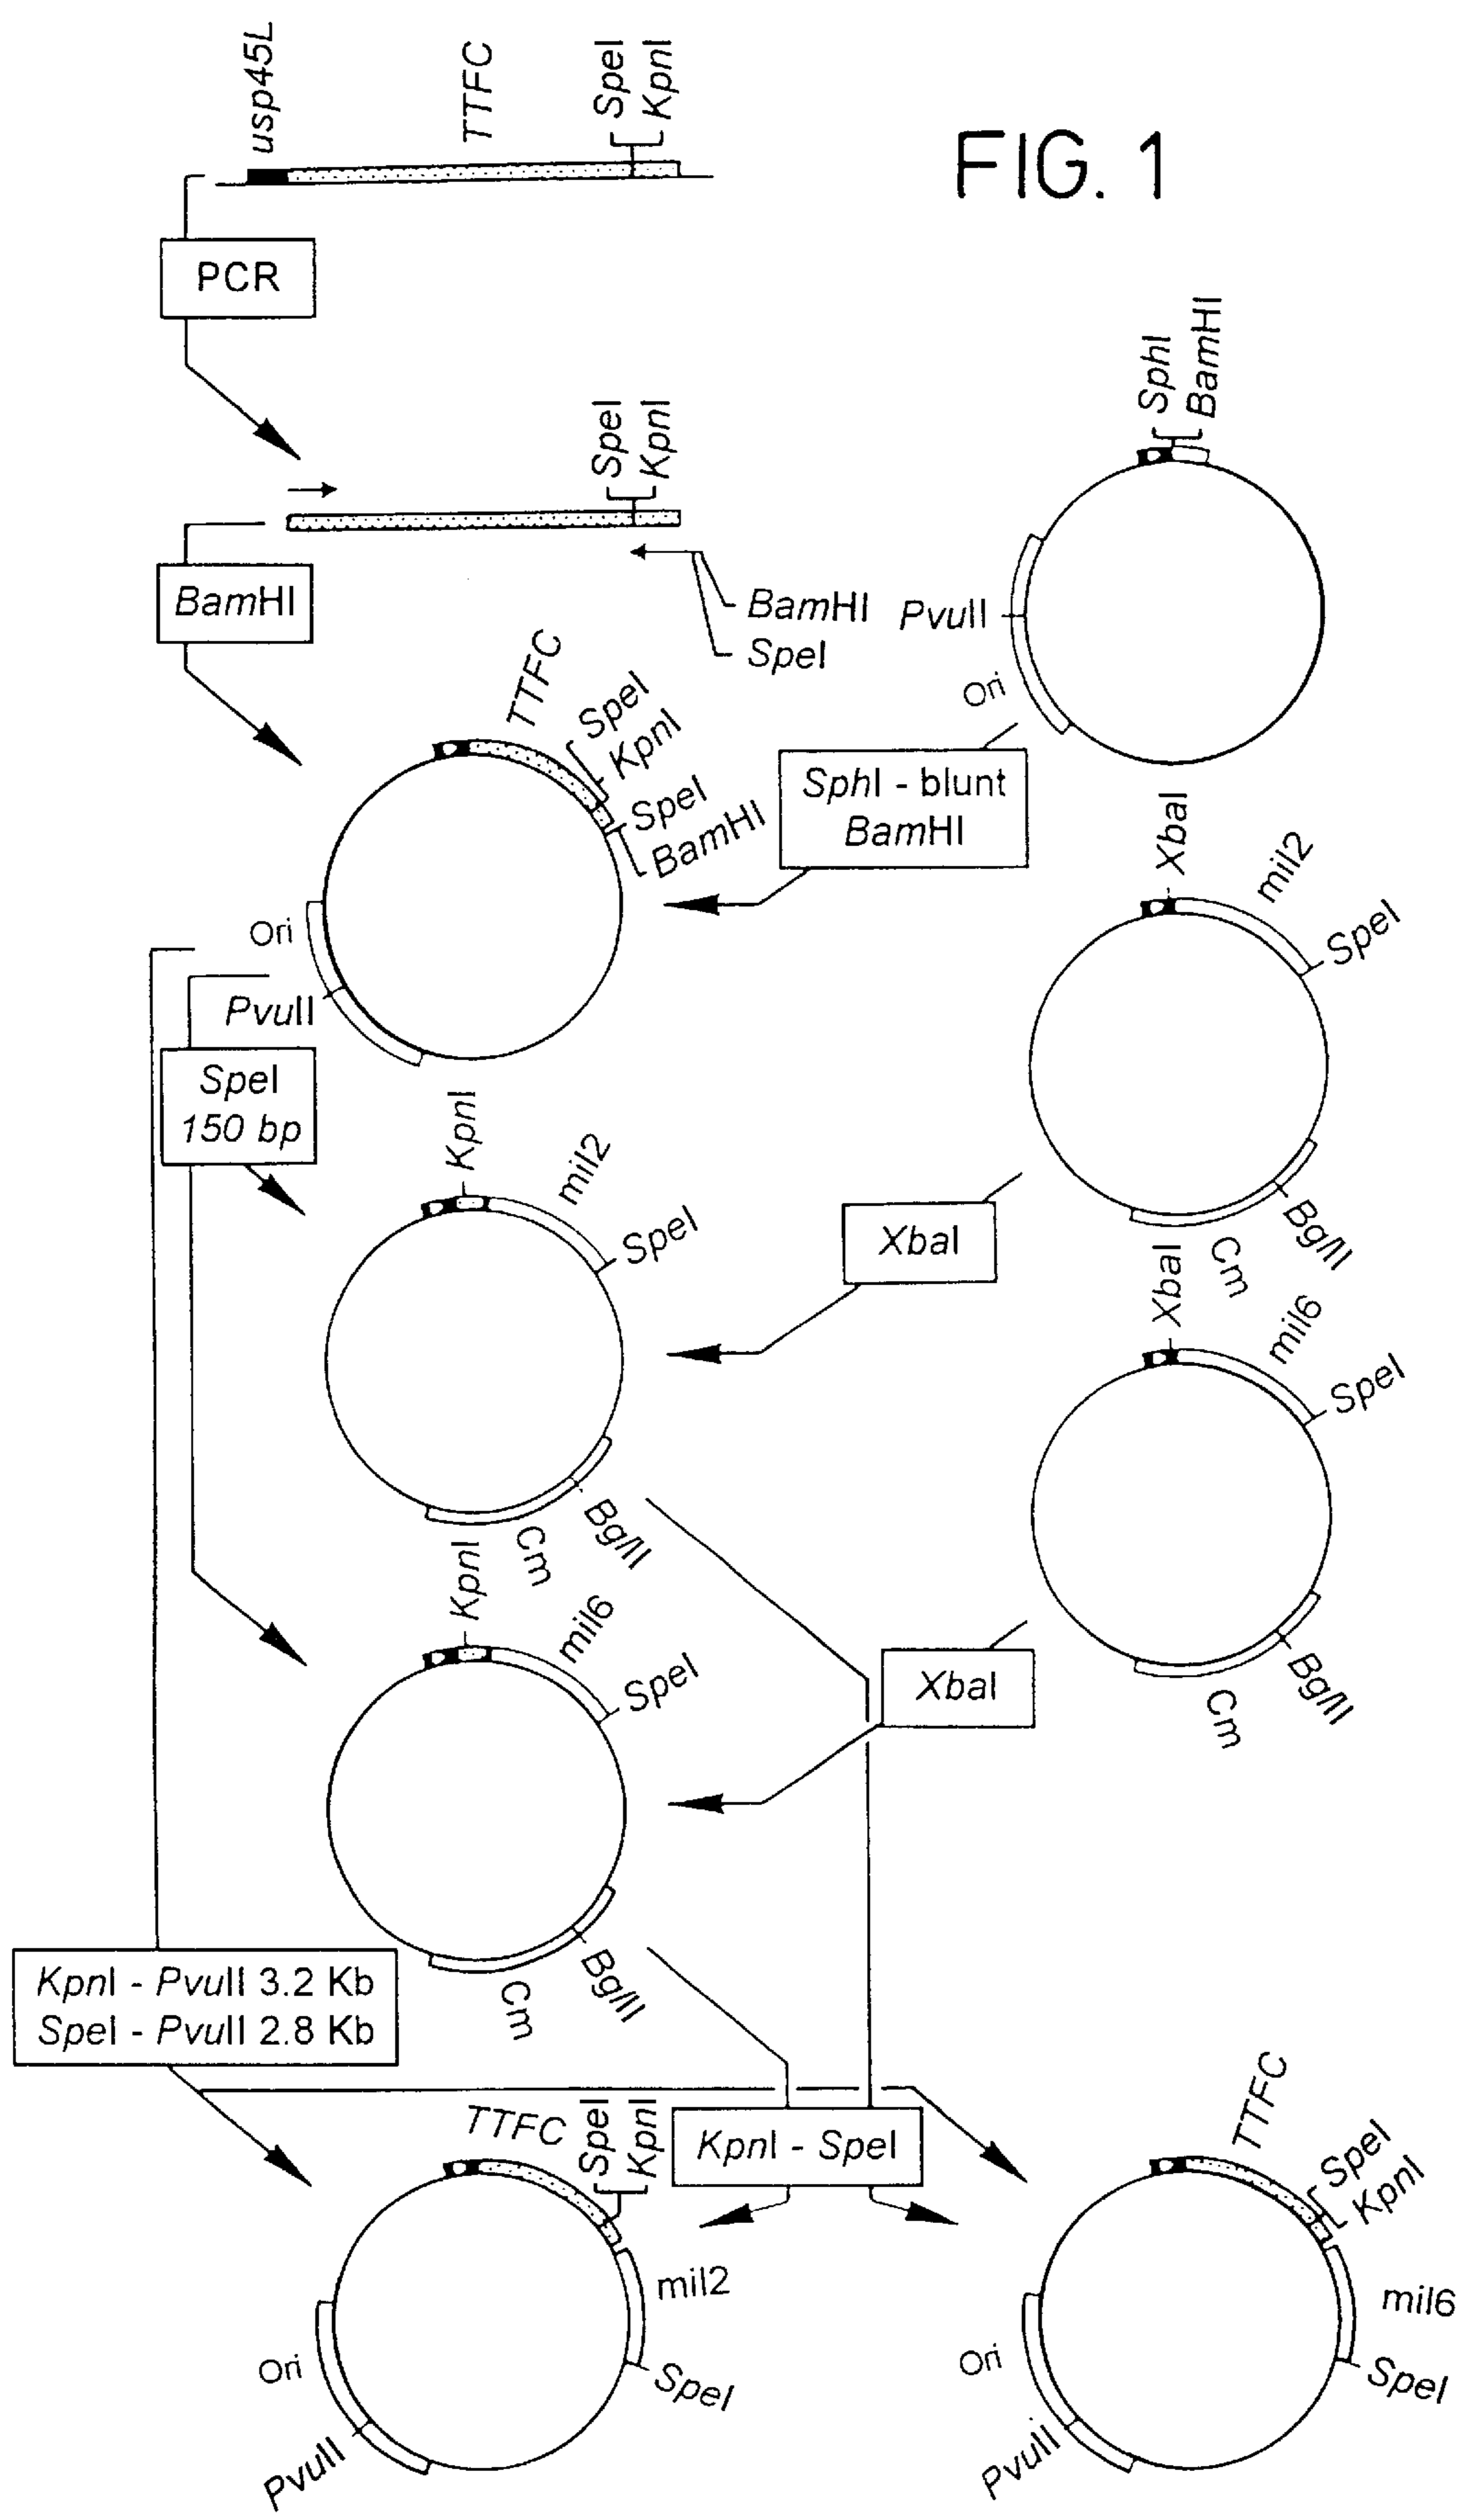 FIG. 1
usp45L
TTFC
SpeI
KpnI
PCR
SpeI
KpnI
SphI
BamHI
BamHI
BamHI
SpeI
PvuII
Ori
TTFC
SpeI
KpnI
SpeI
BamHI
SphI - blunt
BamHI
Ori
PvuII
XbaI
mil2
SpeI
BglII
Cm
SpeI
150 bp
KpnI
mil2
SpeI
BglII
Cm
XbaI
XbaI
mil6
SpeI
BglII
Cm
KpnI
mil6
SpeI
BglII
Cm
XbaI
KpnI - PvuII 3.2 Kb
SpeI - PvuII 2.8 Kb
KpnI - SpeI
TTFC
SpeI
KpnI
mil2
SpeI
Ori
PvuII
TTFC
SpeI
KpnI
mil6
SpeI
Ori
PvuII